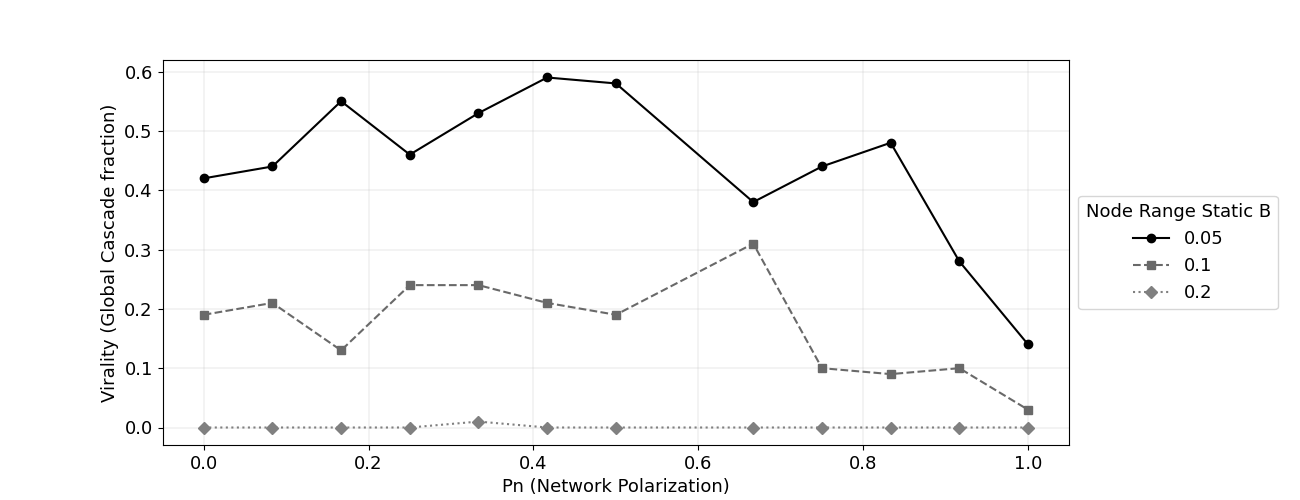 0.6
0.5
0.4
0.3
0.2
0.1
0.0
Virality (Global Cascade fraction)
0.0 0.2 0.4 0.6 0.8 1.0
Pn (Network Polarization)
Node Range Static B
0.05
0.1
0.2